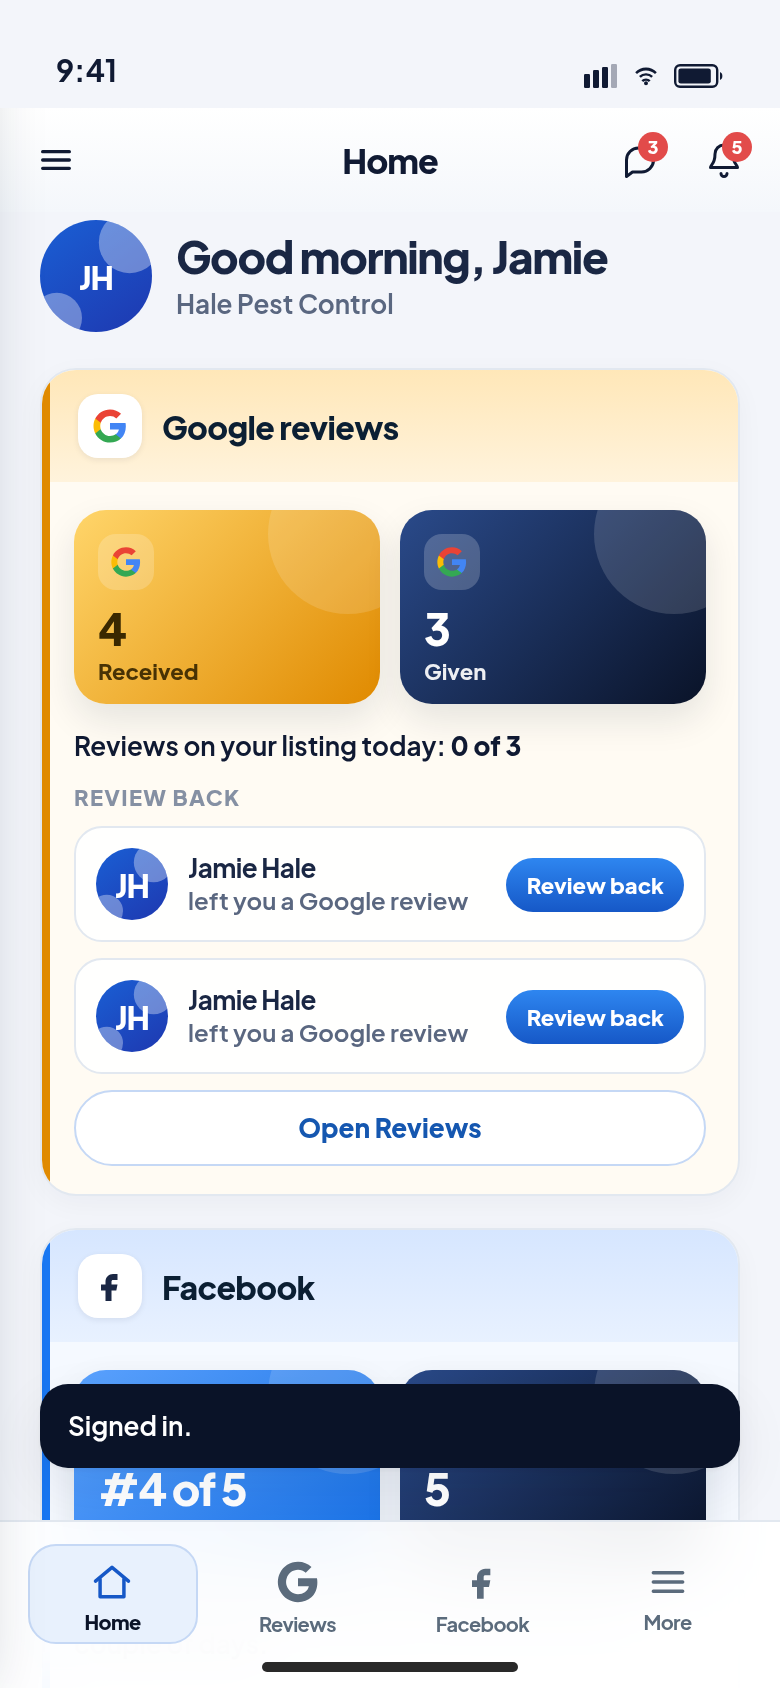 9:41
Home
3
5
JH
Good morning, Jamie
Hale Pest Control
Google reviews
4
Received
3
Given
Reviews on your listing today: 0 of 3
REVIEW BACK
JH
Jamie Hale
left you a Google review
Review back
JH
Jamie Hale
left you a Google review
Review back
Open Reviews
Facebook
Signed in.
#4 of 5
5
Home
Reviews
Facebook
More